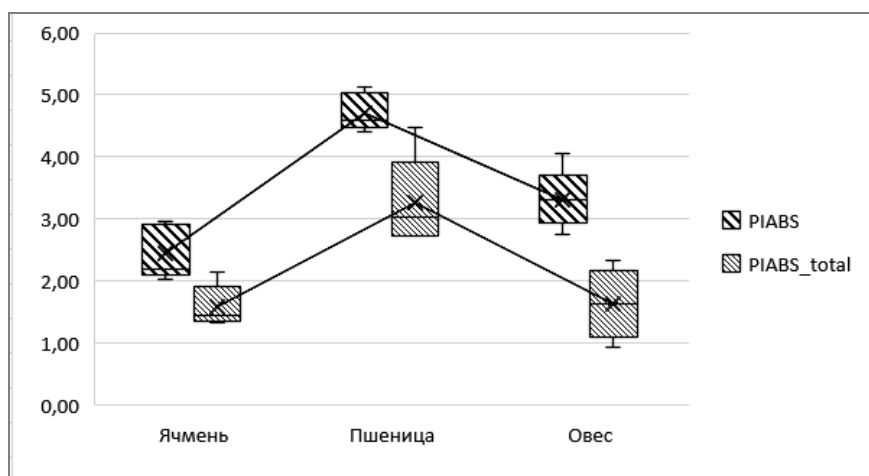 6,00
5,00
4,00
3,00
2,00
1,00
0,00
Ячмень Пшеница Овес
PIABS
PIABS_total